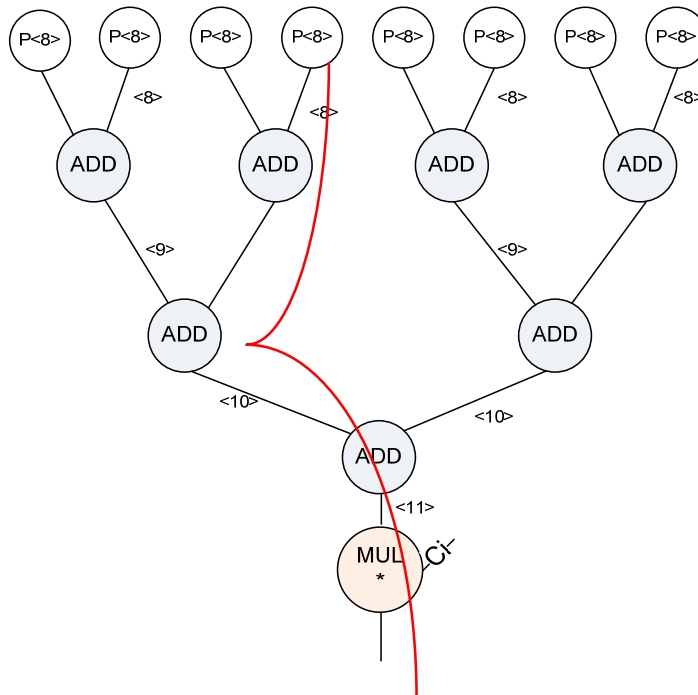 P<8> P<8> P<8> P<8> P<8> P<8> P<8> P<8>
<8> <8> <8> <8>
ADD ADD ADD ADD
<9> <9>
ADD ADD
<10> <10>
ADD
<11>
MUL Ci
*